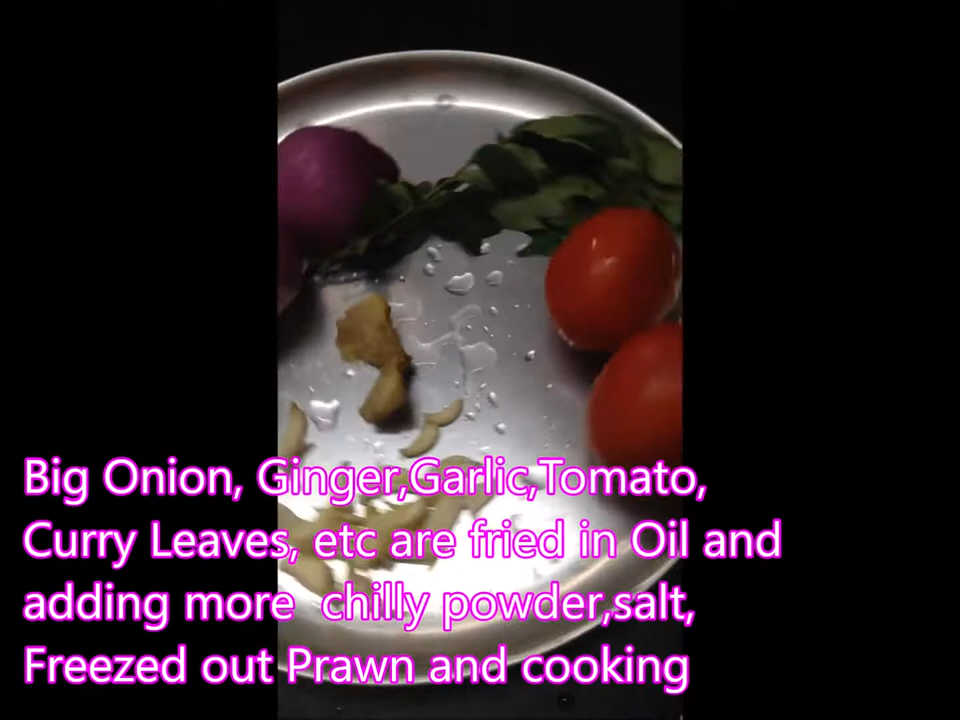 Big Onion, Ginger,Garlic,Tomato,
Curry Leaves, etc are fried in Oil and
adding more  chilly powder,salt,
Freezed out Prawn and cooking